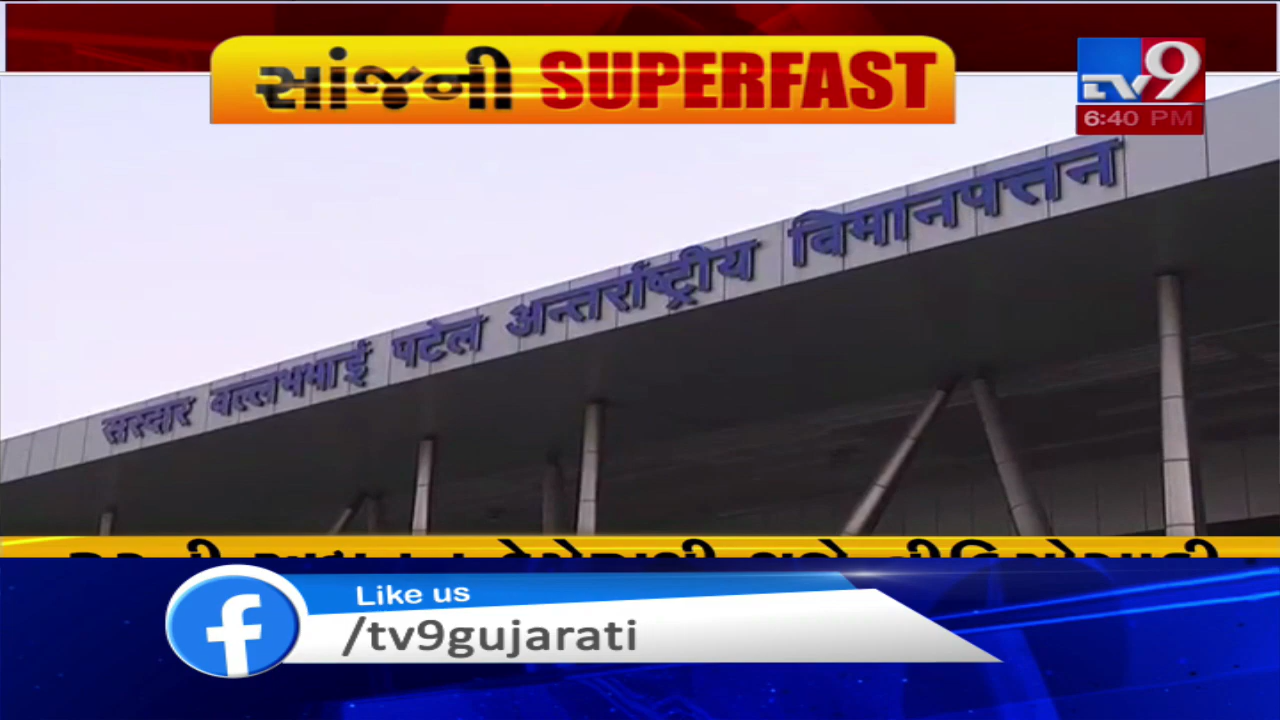 સાંજની SUPERFAST
tv9
6:40 PM
सरदार वल्लभभाई पटेल अन्तर्राष्ट्रीय विमानपत्तन
Like us
/tv9gujarati